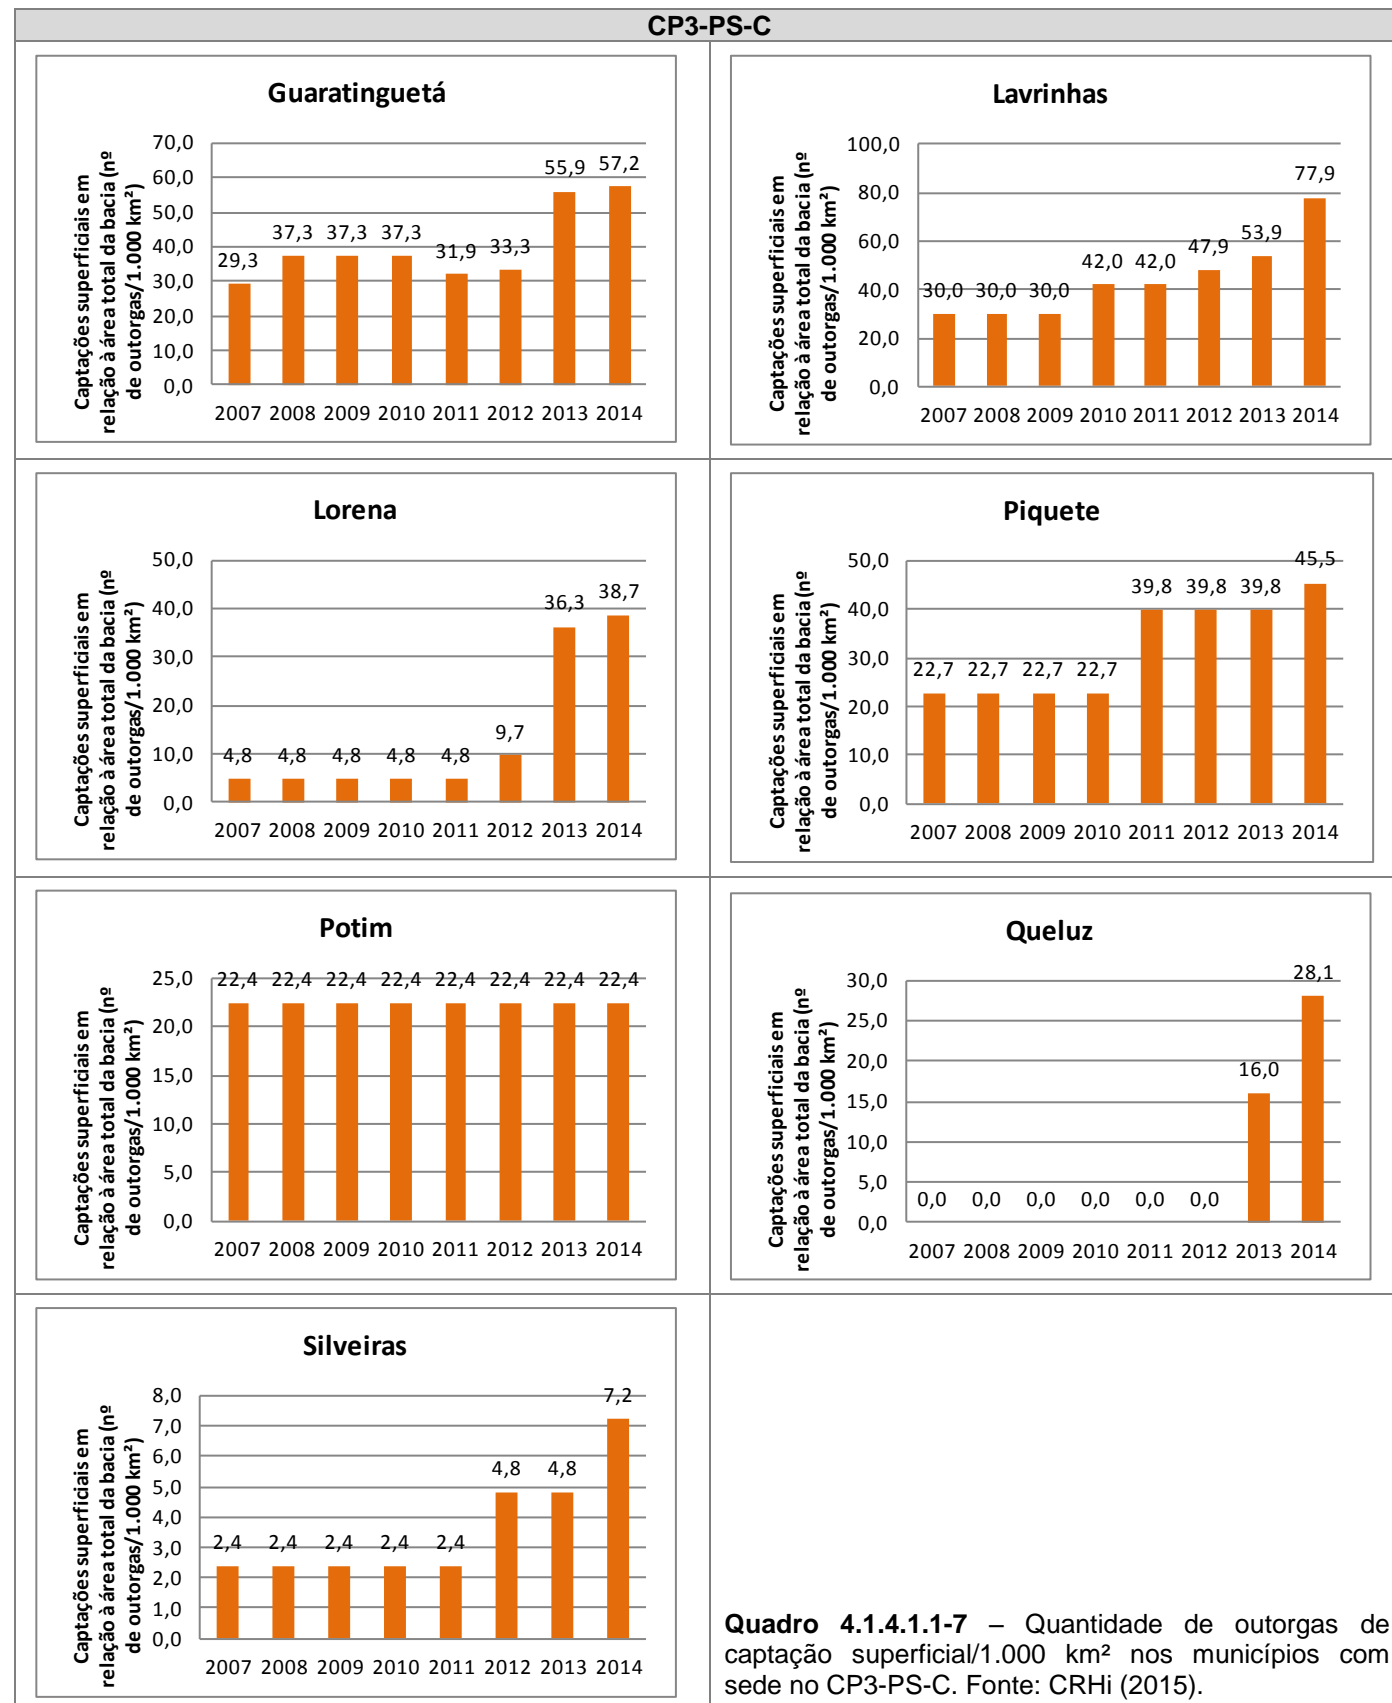 CP3-PS-C
Guaratinguetá
Captações superficiais em
relação à área total da bacia (nº
de outorgas/1.000 km²)
70,0
60,0
50,0
40,0
30,0
20,0
10,0
0,0
29,3
37,3
37,3
37,3
31,9
33,3
55,9
57,2
2007 2008 2009 2010 2011 2012 2013 2014
Lavrinhas
Captações superficiais em
relação à área total da bacia (nº
de outorgas/1.000 km²)
100,0
80,0
60,0
40,0
20,0
0,0
30,0
30,0
30,0
42,0
42,0
47,9
53,9
77,9
2007 2008 2009 2010 2011 2012 2013 2014
Lorena
Captações superficiais em
relação à área total da bacia (nº
de outorgas/1.000 km²)
50,0
40,0
30,0
20,0
10,0
0,0
4,8
4,8
4,8
4,8
4,8
9,7
36,3
38,7
2007 2008 2009 2010 2011 2012 2013 2014
Piquete
Captações superficiais em
relação à área total da bacia (nº
de outorgas/1.000 km²)
50,0
40,0
30,0
20,0
10,0
0,0
22,7
22,7
22,7
22,7
39,8
39,8
39,8
45,5
2007 2008 2009 2010 2011 2012 2013 2014
Potim
Captações superficiais em
relação à área total da bacia (nº
de outorgas/1.000 km²)
25,0
20,0
15,0
10,0
5,0
0,0
22,4
22,4
22,4
22,4
22,4
22,4
22,4
22,4
2007 2008 2009 2010 2011 2012 2013 2014
Queluz
Captações superficiais em
relação à área total da bacia (nº
de outorgas/1.000 km²)
30,0
25,0
20,0
15,0
10,0
5,0
0,0
0,0
0,0
0,0
0,0
0,0
0,0
16,0
28,1
2007 2008 2009 2010 2011 2012 2013 2014
Silveiras
Captações superficiais em
relação à área total da bacia (nº
de outorgas/1.000 km²)
8,0
7,0
6,0
5,0
4,0
3,0
2,0
1,0
0,0
2,4
2,4
2,4
2,4
2,4
4,8
4,8
7,2
2007 2008 2009 2010 2011 2012 2013 2014
Quadro 4.1.4.1.1-7 – Quantidade de outorgas de
captação superficial/1.000 km² nos municípios com
sede no CP3-PS-C. Fonte: CRHi (2015).